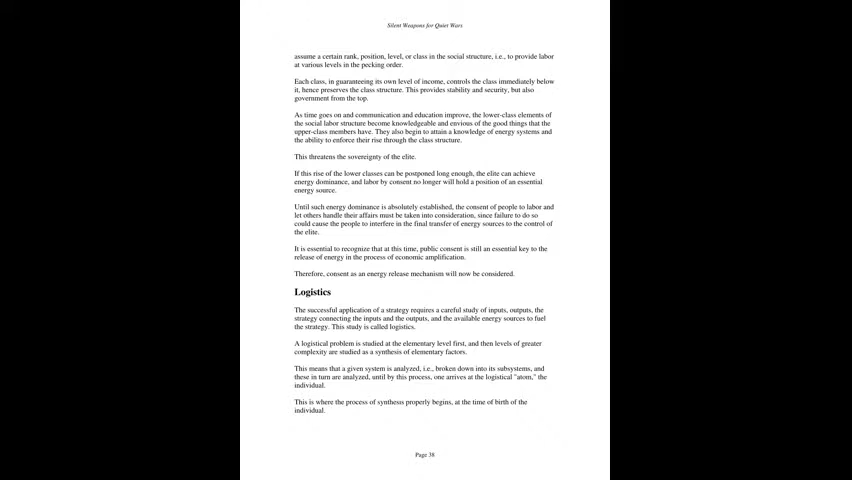 Silent Weapons for Quiet Wars
assume a certain rank, position, level, or class in the social structure, i.e., to provide labor
at various levels in the pecking order.
Each class, in guaranteeing its own level of income, controls the class immediately below
it, hence preserves the class structure. This provides stability and security, but also
government from the top.
As time goes on and communication and education improve, the lower-class elements of
the social labor structure become knowledgeable and envious of the good things that the
upper-class members have. They also begin to attain a knowledge of energy systems and
the ability to enforce their rise through the class structure.
This threatens the sovereignty of the elite.
If this rise of the lower classes can be postponed long enough, the elite can achieve
energy dominance, and labor by consent no longer will hold a position of an essential
energy source.
Until such energy dominance is absolutely established, the consent of people to labor and
let others handle their affairs must be taken into consideration, since failure to do so
could cause the people to interfere in the final transfer of energy sources to the control of
the elite.
It is essential to recognize that at this time, public consent is still an essential key to the
release of energy in the process of economic amplification.
Therefore, consent as an energy release mechanism will now be considered.
Logistics
The successful application of a strategy requires a careful study of inputs, outputs, the
strategy connecting the inputs and the outputs, and the available energy sources to fuel
the strategy. This study is called logistics.
A logistical problem is studied at the elementary level first, and then levels of greater
complexity are studied as a synthesis of elementary factors.
This means that a given system is analyzed, i.e., broken down into its subsystems, and
these in turn are analyzed, until by this process, one arrives at the logistical "atom," the
individual.
This is where the process of synthesis properly begins, at the time of birth of the
individual.
Page 38